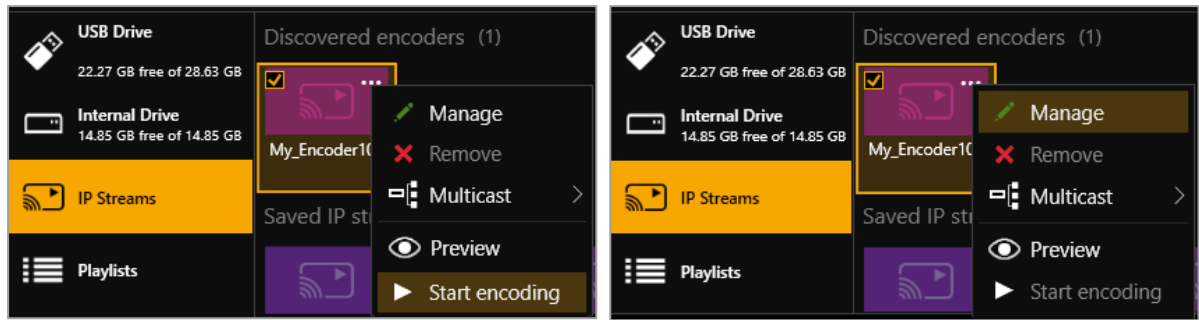 USB Drive
22.27 GB free of 28.63 GB
Internal Drive
14.85 GB free of 14.85 GB
IP Streams
Playlists
Discovered encoders (1)
My_Encoder10
Saved IP st
Manage
Remove
Multicast
Preview
Start encoding
USB Drive
22.27 GB free of 28.63 GB
Internal Drive
14.85 GB free of 14.85 GB
IP Streams
Playlists
Discovered encoders (1)
My_Encoder10
Saved IP st
Manage
Remove
Multicast
Preview
Start encoding